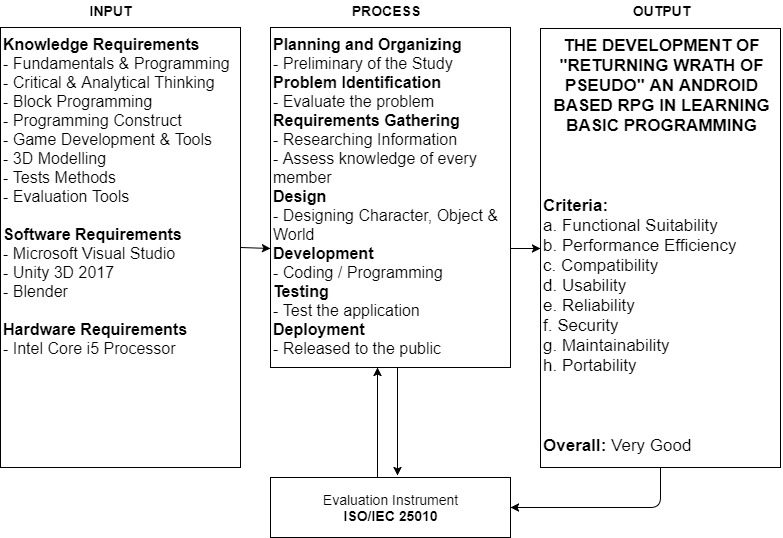 INPUT
Knowledge Requirements
- Fundamentals & Programming
- Critical & Analytical Thinking
- Block Programming
- Programming Construct
- Game Development & Tools
- 3D Modelling
- Tests Methods
- Evaluation Tools
Software Requirements
- Microsoft Visual Studio
- Unity 3D 2017
- Blender
Hardware Requirements
- Intel Core i5 Processor
PROCESS
Planning and Organizing
- Preliminary of the Study
Problem Identification
- Evaluate the problem
Requirements Gathering
- Researching Information
- Assess knowledge of every
member
Design
- Designing Character, Object &
World
Development
- Coding / Programming
Testing
- Test the application
Deployment
- Released to the public
OUTPUT
THE DEVELOPMENT OF
"RETURNING WRATH OF
PSEUDO" AN ANDROID
BASED RPG IN LEARNING
BASIC PROGRAMMING
Criteria:
a. Functional Suitability
b. Performance Efficiency
c. Compatibility
d. Usability
e. Reliability
f. Security
g. Maintainability
h. Portability
Overall: Very Good
Evaluation Instrument
ISO/IEC 25010